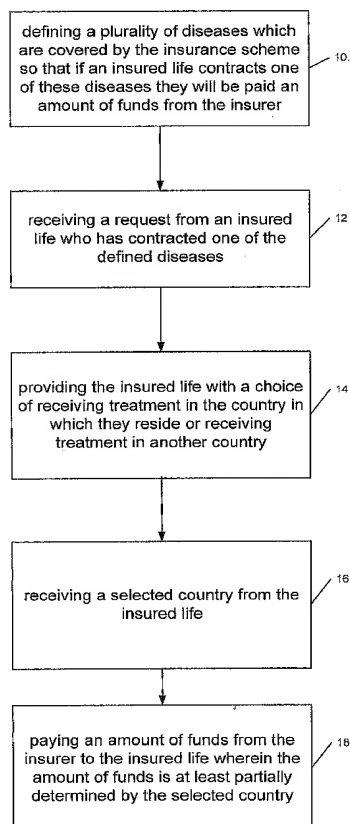 defining a plurality of diseases which
are covered by the insurance scheme
so that if an insured life contracts one
of these diseases they will be paid an
amount of funds from the insurer
10.
receiving a request from an insured
life who has contracted one of the
defined diseases
12
providing the insured life with a choice
of receiving treatment in the country in
which they reside or receiving
treatment in another country
14
receiving a selected country from the
insured life
16
paying an amount of funds from the
insurer to the insured life wherein the
amount of funds is at least partially
determined by the selected country
18